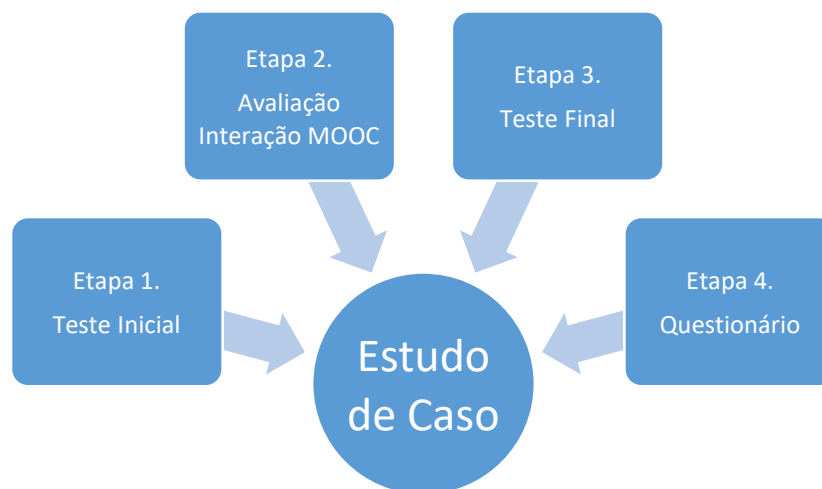 Etapa 1.
Teste Inicial
Etapa 2.
Avaliação
Interação MOOC
Etapa 3.
Teste Final
Etapa 4.
Questionário
Estudo
de Caso